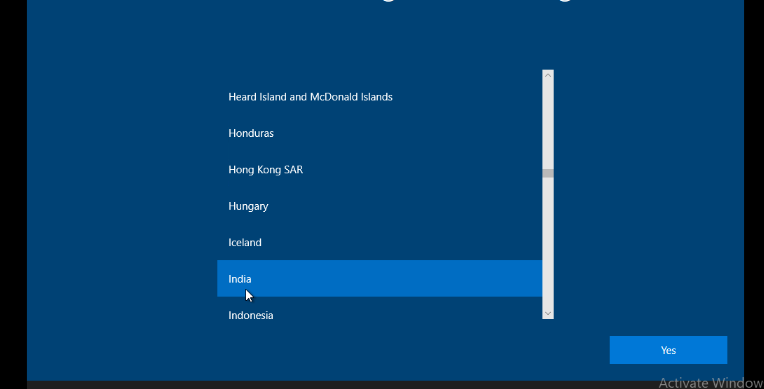 Heard Island and McDonald Islands
Honduras
Hong Kong SAR
Hungary
Iceland
India
Indonesia
Yes
Activate Window